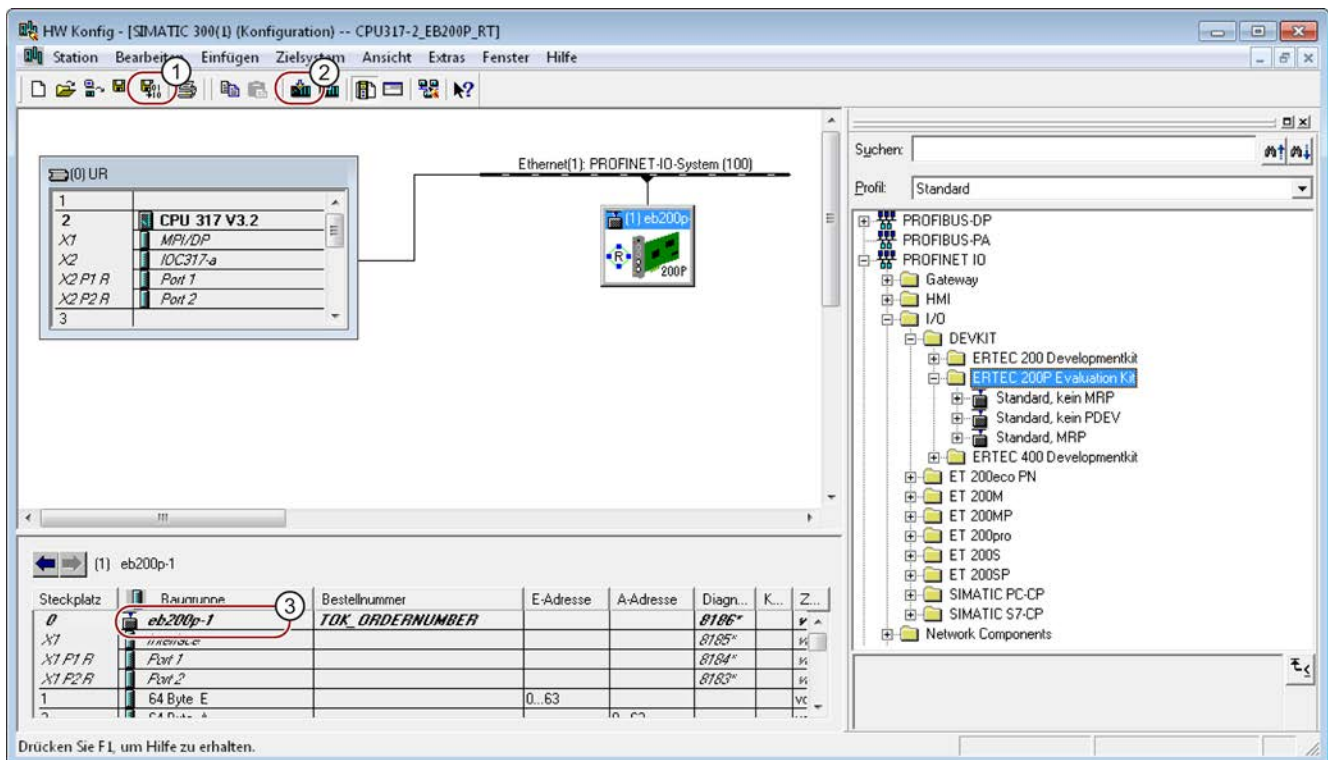 HW Konfig - [SIMATIC 300(1) (Konfiguration) -- CPU317-2_EB200P_RT]
Station Bearbeiten Einfügen Zielsystem Ansicht Extras Fenster Hilfe
1
2
(0) UR
1
2 CPU 317 V3.2
X1 MPI/DP
X2 IOC317-a
X2 P1 R Port 1
X2 P2 R Port 2
3
Ethernet(1): PROFINET-IO-System (100)
(1) eb200p-
R
200P
Suchen:
Profil: Standard
PROFIBUS-DP
PROFIBUS-PA
PROFINET IO
Gateway
HMI
I/O
DEVKIT
ERTEC 200 Developmentkit
ERTEC 200P Evaluation Kit
Standard, kein MRP
Standard, kein PDEV
Standard, MRP
ERTEC 400 Developmentkit
ET 200eco PN
ET 200M
ET 200MP
ET 200pro
ET 200S
ET 200SP
SIMATIC PC-CP
SIMATIC S7-CP
Network Components
(1) eb200p-1
3
Steckplatz Baugruppe Bestellnummer E-Adresse A-Adresse Diagn... K... Z...
0 eb200p-1 TOK_ORDERNUMBER 8186*
X1 Interface 8185*
X1 P1 R Port 1 8184*
X1 P2 R Port 2 8183*
1 64 Byte E 0...63
Drücken Sie F1, um Hilfe zu erhalten.